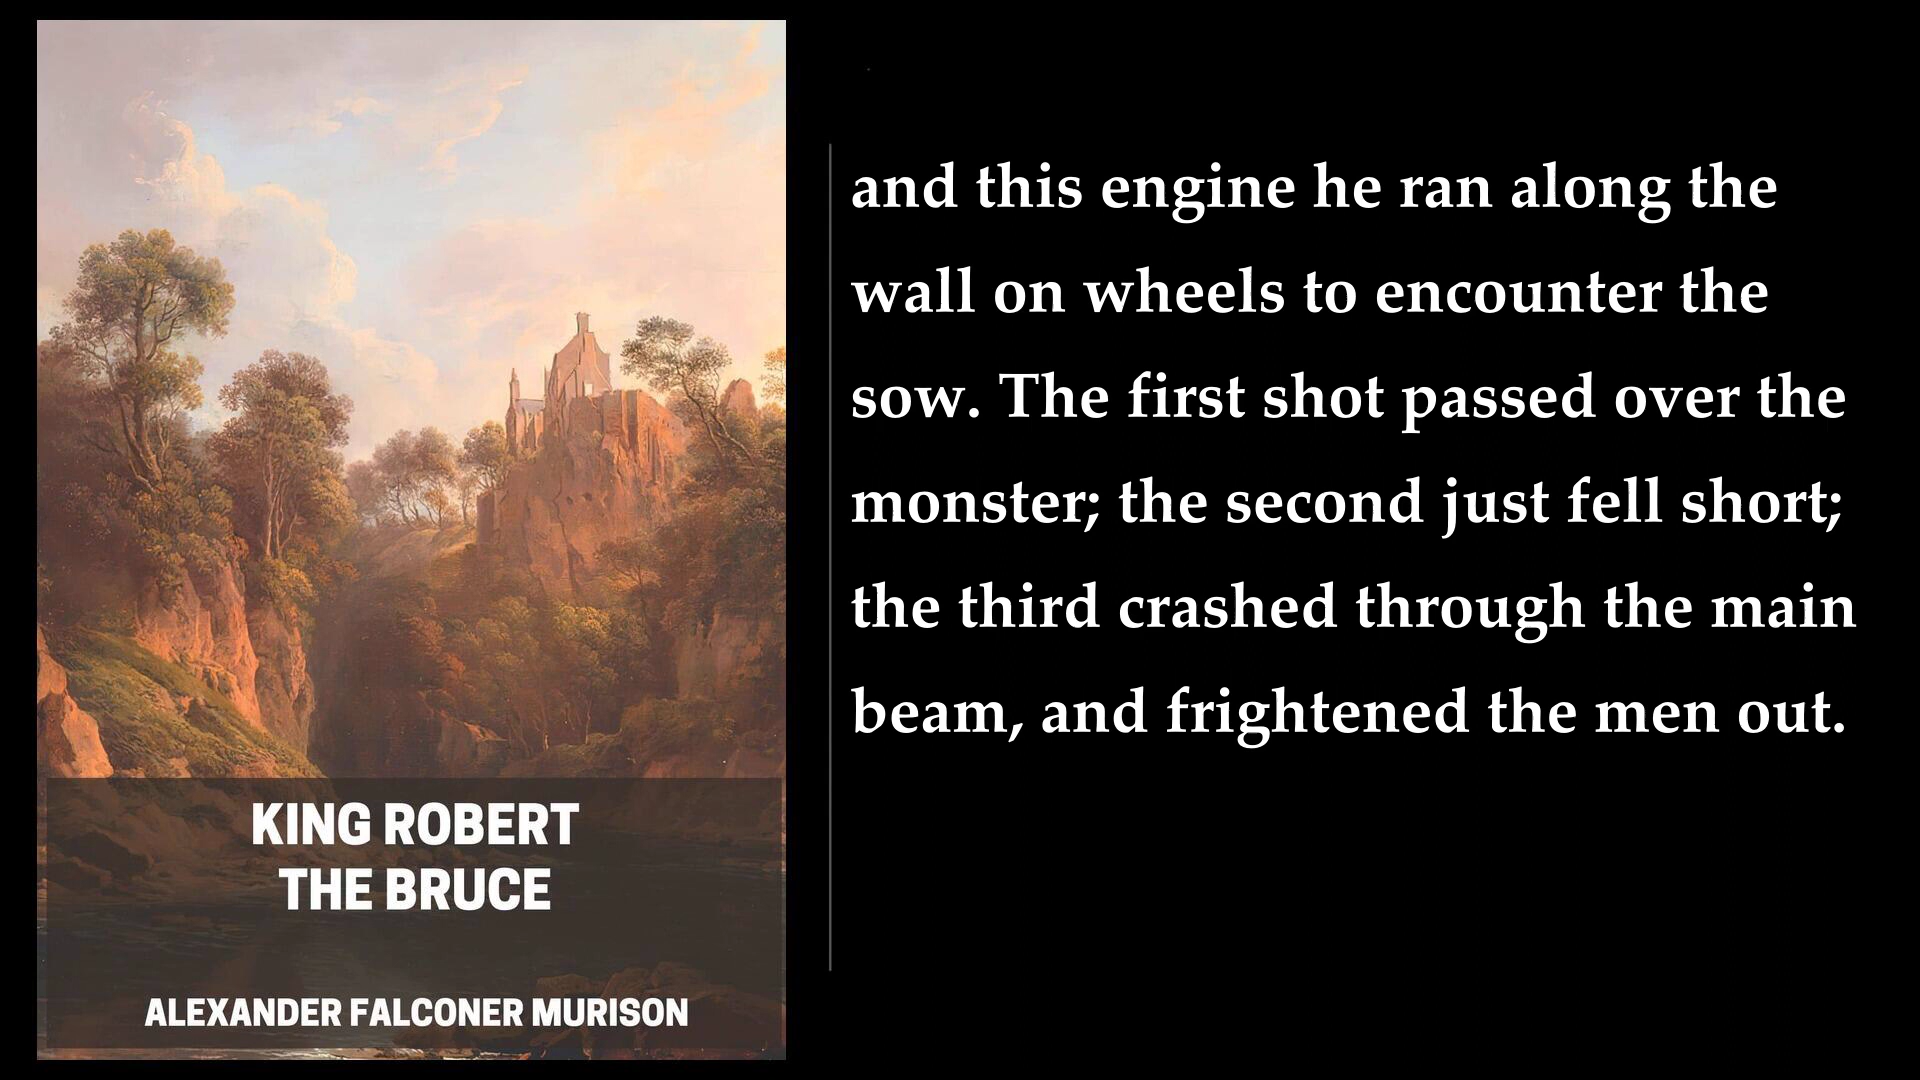 and this engine he ran along the
wall on wheels to encounter the
sow. The first shot passed over the
monster; the second just fell short;
the third crashed through the main
beam, and frightened the men out.
KING ROBERT
THE BRUCE
ALEXANDER FALCONER MURISON